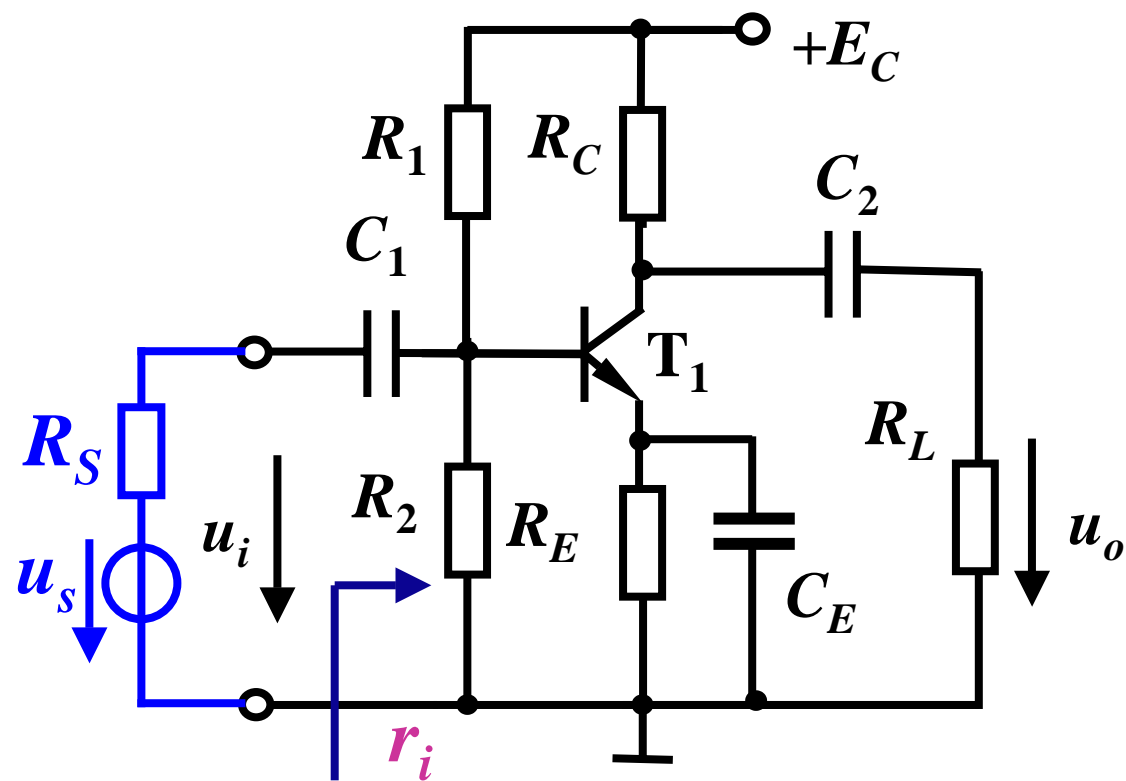 +E_C
R_1
R_C
C_2
C_1
T_1
R_L
R_S
R_2
R_E
u_i
u_o
u_s
C_E
r_i